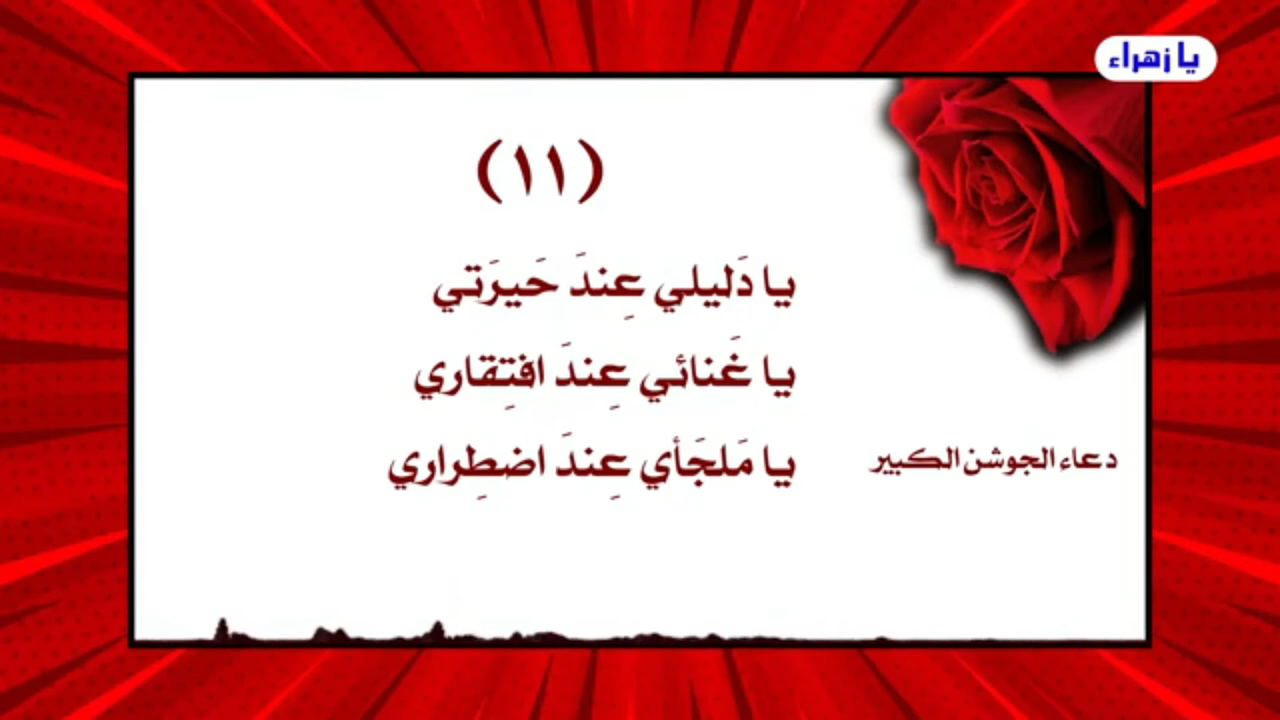 يا زهراء
(١١)
يا دَليلي عِندَ حَيرَتي
يا غَنائي عِندَ افتِقاري
يا مَلجَأي عِندَ اضطِراري
دعاء الجوشن الكبير